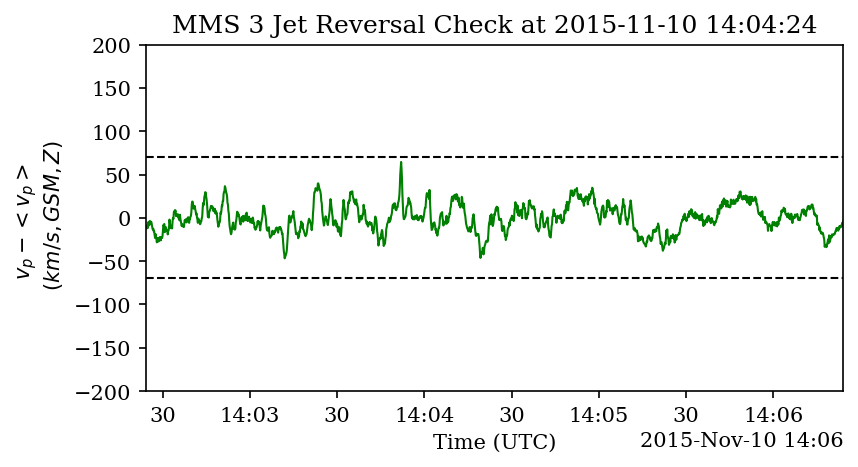 MMS 3 Jet Reversal Check at 2015-11-10 14:04:24
200
150
100
50
0
−50
−100
−150
−200
v_p − < v_p >
(km/s, GSM, Z)
30 14:03 30 14:04 30 14:05 30 14:06
Time (UTC) 2015-Nov-10 14:06